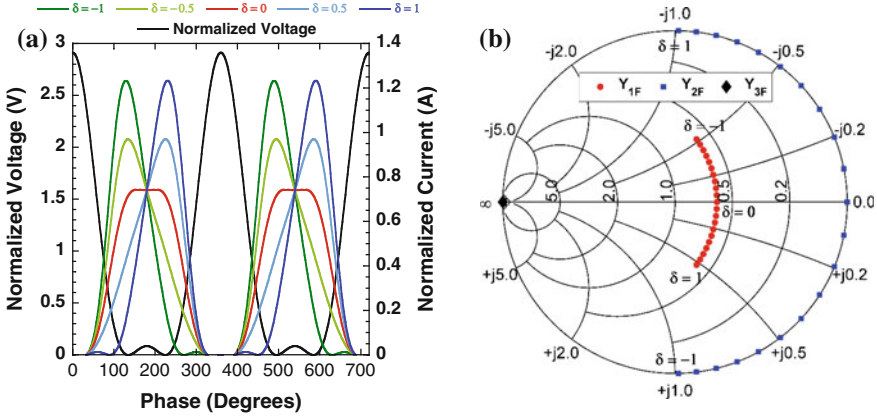 δ=−1 δ=−0.5 δ=0 δ=0.5 δ=1
Normalized Voltage
(a)
3
2.5
2
1.5
1
0.5
0
Normalized Voltage (V)
1.4
1.2
1
0.8
0.6
0.4
0.2
0
Normalized Current (A)
0 100 200 300 400 500 600 700
Phase (Degrees)
(b)
-j1.0
-j2.0 δ = 1 -j0.5
Y1F Y2F Y3F
-j5.0 δ = −1 -j0.2
∞ 5.0 2.0 1.0 0.5 0.2 0.0
δ = 0
+j5.0 δ = 1 +j0.2
+j2.0 δ = −1 +j0.5
+j1.0